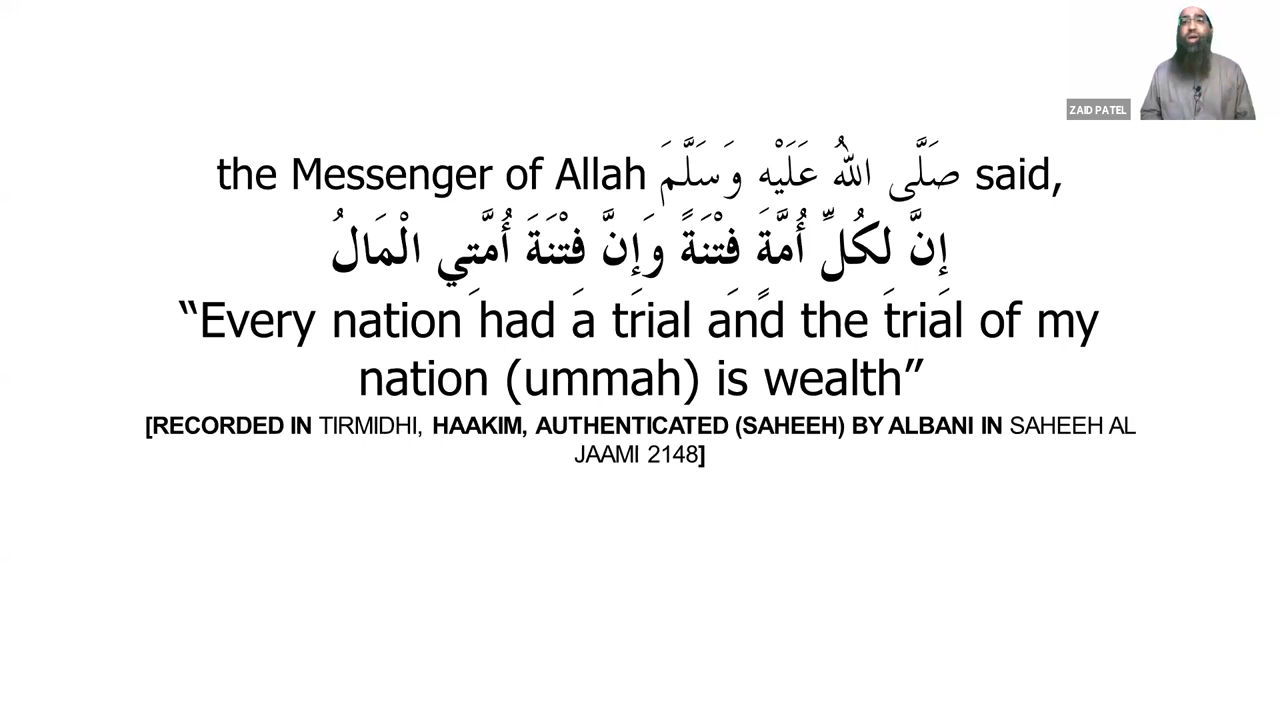 ZAID PATEL
the Messenger of Allah صَلَّى اللهُ عَلَيْهِ وَسَلَّمَ said,
إِنَّ لِكُلِّ أُمَّةٍ فِتْنَةً وَإِنَّ فِتْنَةَ أُمَّتِي الْمَالُ
“Every nation had a trial and the trial of my
nation (ummah) is wealth”
[RECORDED IN TIRMIDHI, HAAKIM, AUTHENTICATED (SAHEEH) BY ALBANI IN SAHEEH AL
JAAMI 2148]